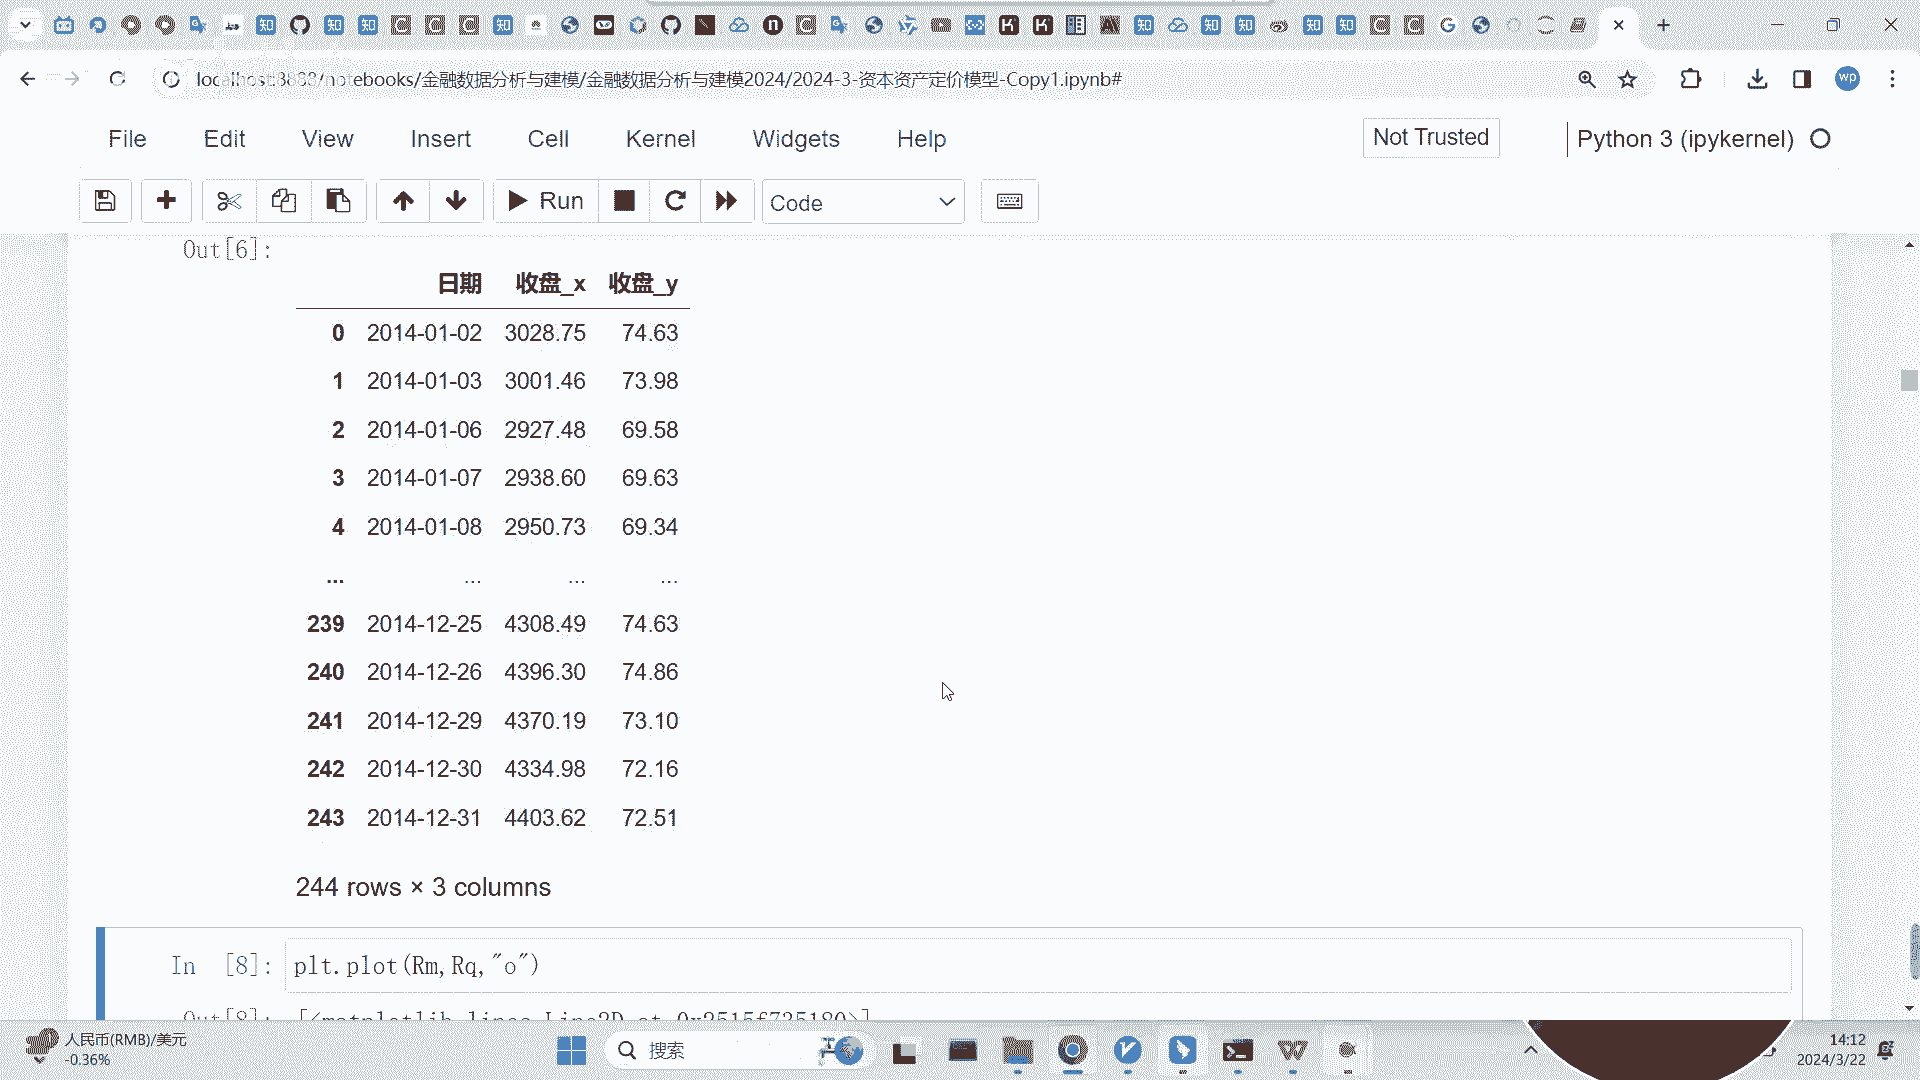 localhost:8888/notebooks/金融数据分析与建模/金融数据分析与建模2024/2024-3-资本资产定价模型-Copy1.ipynb#
wp
File Edit View Insert Cell Kernel Widgets Help Not Trusted Python 3 (ipykernel)
Run Code
Out[6]:
日期 收盘_x 收盘_y
0 2014-01-02 3028.75 74.63
1 2014-01-03 3001.46 73.98
2 2014-01-06 2927.48 69.58
3 2014-01-07 2938.60 69.63
4 2014-01-08 2950.73 69.34
... ... ... ...
239 2014-12-25 4308.49 74.63
240 2014-12-26 4396.30 74.86
241 2014-12-29 4370.19 73.10
242 2014-12-30 4334.98 72.16
243 2014-12-31 4403.62 72.51
244 rows × 3 columns
In [8]: plt.plot(Rm,Rq,"o")
Out[8]: [<matplotlib.lines.Line2D at 0x2515f735180>]
人民币(RMB)/美元
-0.36%
搜索
14:12
2024/3/22